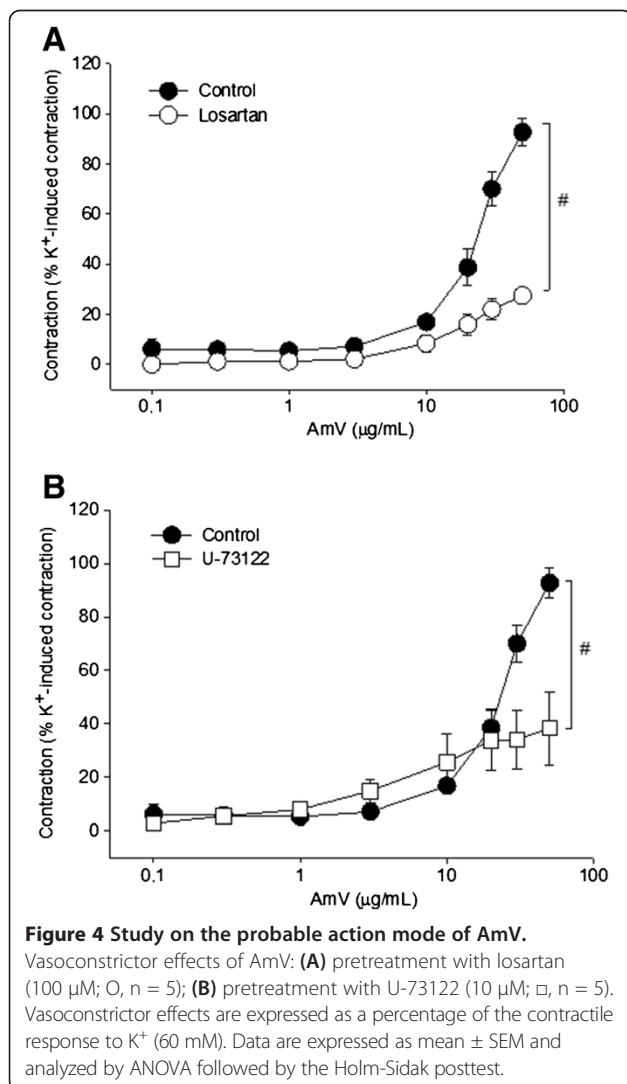 A
Control
Losartan
Contraction (% K⁺-induced contraction)
120
100
80
60
40
20
0
#
0.1
1
10
100
AmV (µg/mL)
B
Control
U-73122
Contraction (% K⁺-induced contraction)
120
100
80
60
40
20
0
#
0.1
1
10
100
AmV (µg/mL)
Figure 4 Study on the probable action mode of AmV.
Vasoconstrictor effects of AmV: (A) pretreatment with losartan
(100 µM; O, n = 5); (B) pretreatment with U-73122 (10 µM; □, n = 5).
Vasoconstrictor effects are expressed as a percentage of the contractile
response to K⁺ (60 mM). Data are expressed as mean ± SEM and
analyzed by ANOVA followed by the Holm-Sidak posttest.